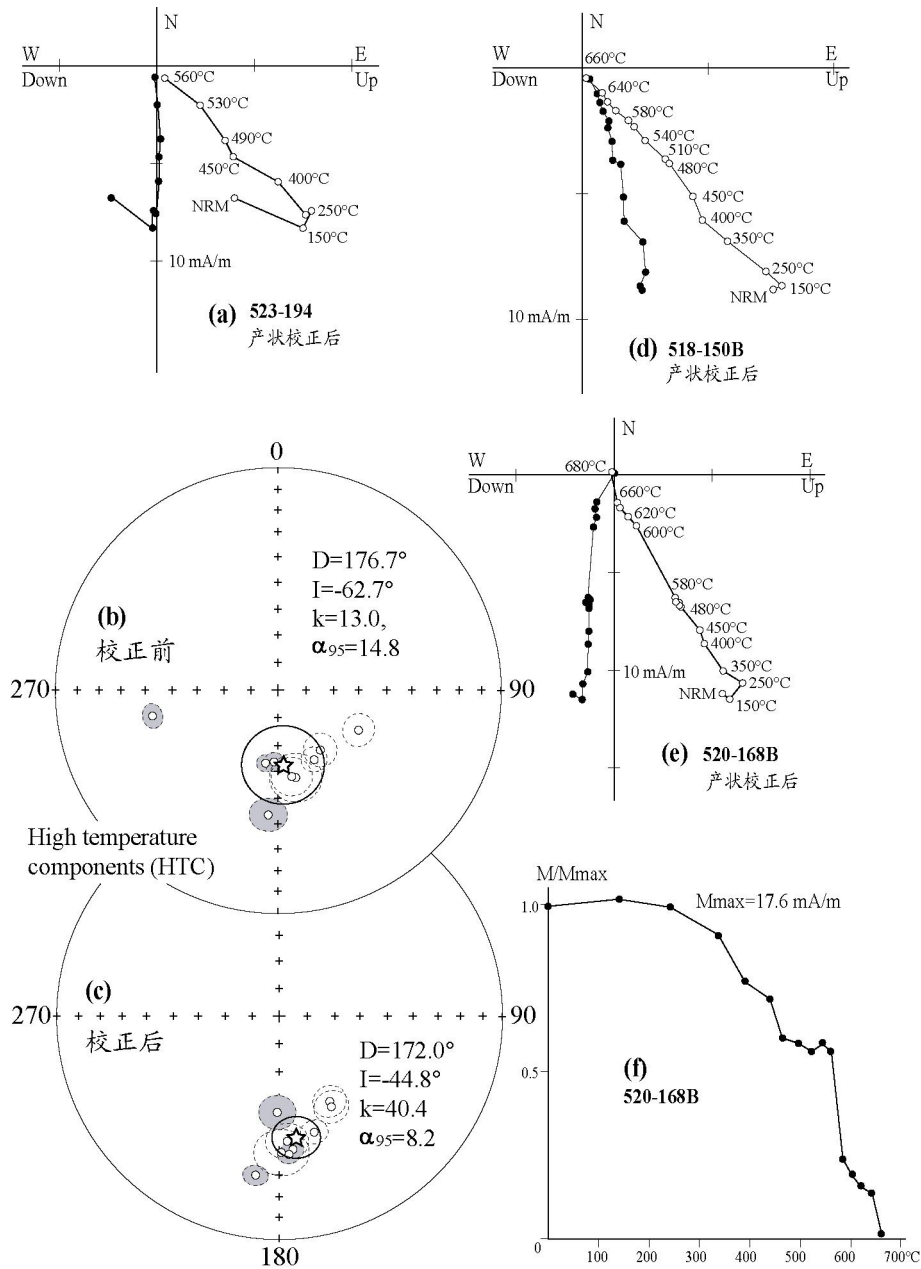 N
W
E
Down
Up
560°C
530°C
490°C
450°C
400°C
NRM
250°C
150°C
10 mA/m
(a) 523-194
产状校正后
N
W
E
Down
Up
660°C
640°C
580°C
540°C
510°C
480°C
450°C
400°C
350°C
250°C
NRM
150°C
10 mA/m
(d) 518-150B
产状校正后
0
D=176.7°
I=-62.7°
k=13.0,
α95=14.8
(b)
校正前
270
90
High temperature
components (HTC)
N
W
E
Down
Up
680°C
660°C
620°C
600°C
580°C
480°C
450°C
400°C
10 mA/m
350°C
250°C
NRM
150°C
(e) 520-168B
产状校正后
(c)
270
90
校正后
D=172.0°
I=-44.8°
k=40.4
α95=8.2
180
M/Mmax
Mmax=17.6 mA/m
1.0
0.5
(f)
520-168B
0
100 200 300 400 500 600 700°C